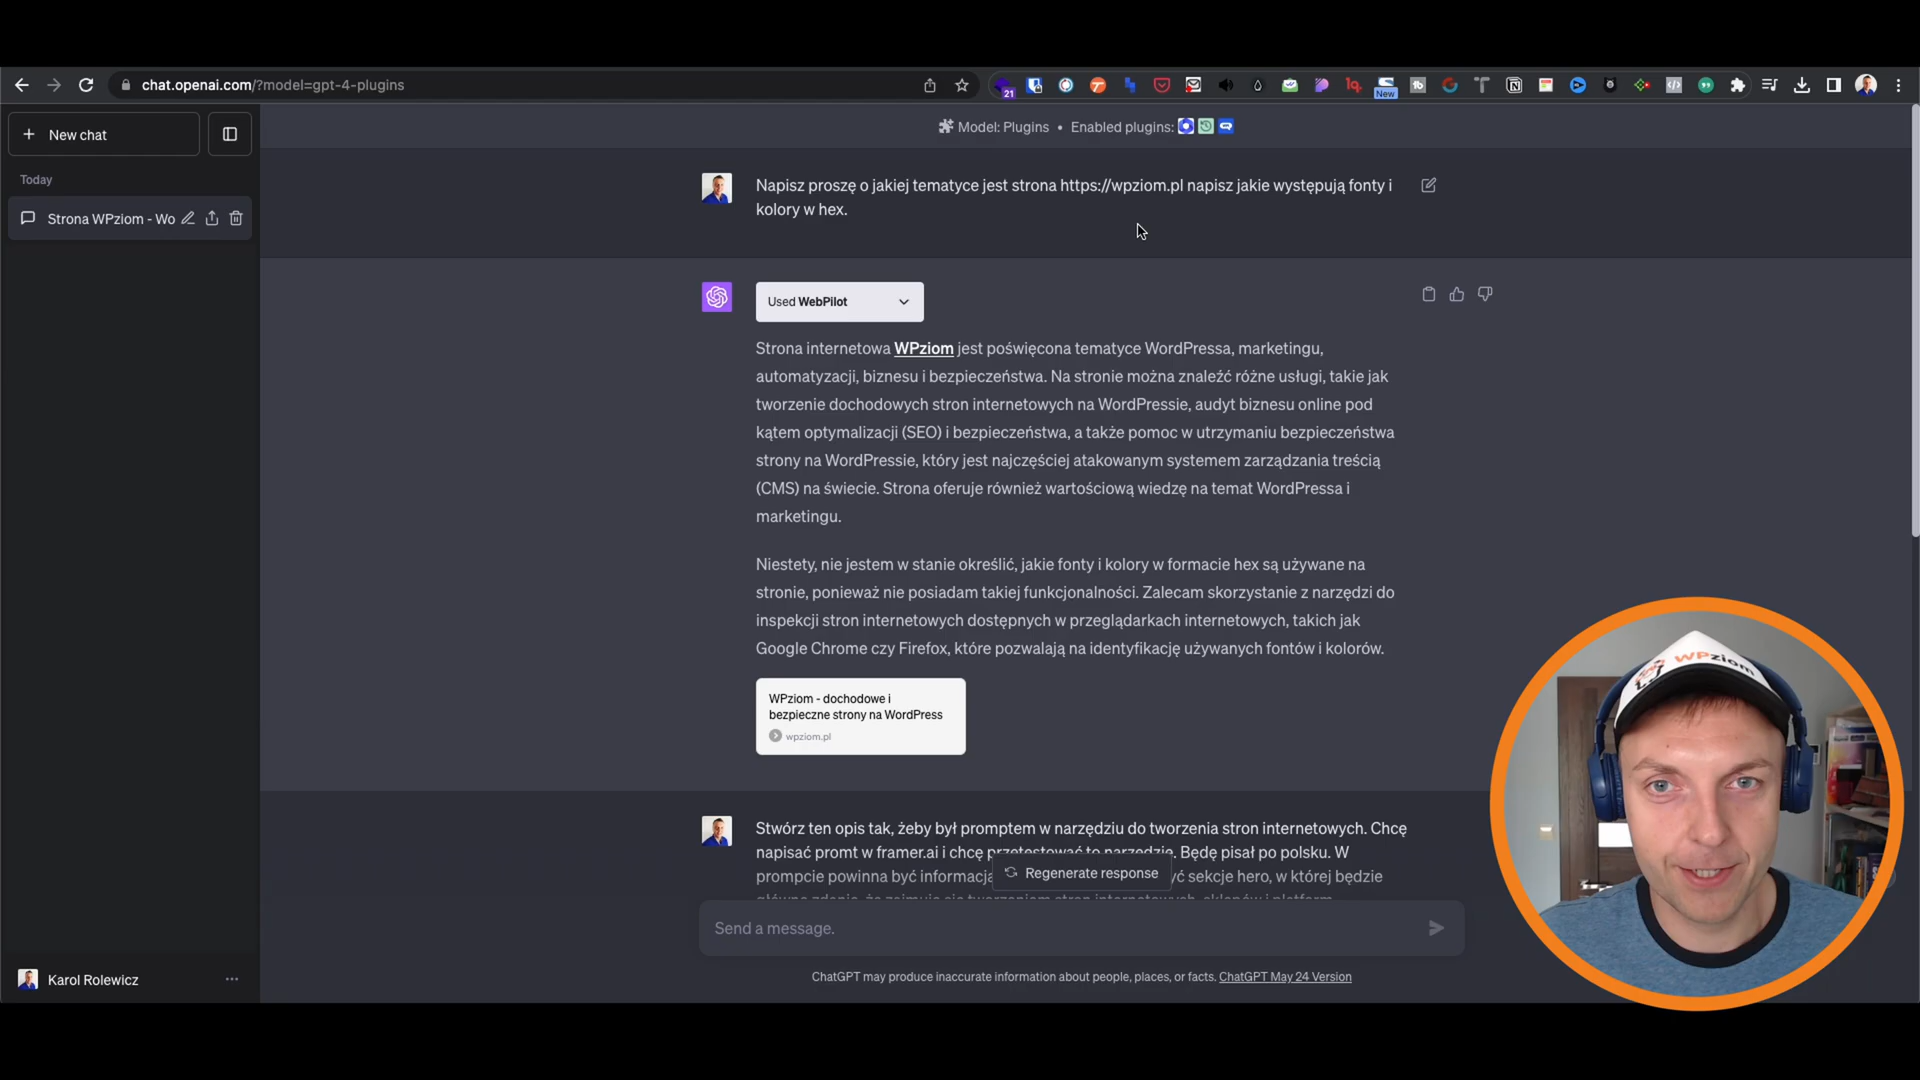 chat.openai.com/?model=gpt-4-plugins
21
New
New chat
Model: Plugins • Enabled plugins:
Today
Strona WPziom - Wo
Napisz proszę o jakiej tematyce jest strona https://wpziom.pl napisz jakie występują fonty i
kolory w hex.
Used WebPilot
Strona internetowa WPziom jest poświęcona tematyce WordPressa, marketingu,
automatyzacji, biznesu i bezpieczeństwa. Na stronie można znaleźć różne usługi, takie jak
tworzenie dochodowych stron internetowych na WordPressie, audyt biznesu online pod
kątem optymalizacji (SEO) i bezpieczeństwa, a także pomoc w utrzymaniu bezpieczeństwa
strony na WordPressie, który jest najczęściej atakowanym systemem zarządzania treścią
(CMS) na świecie. Strona oferuje również wartościową wiedzę na temat WordPressa i
marketingu.
Niestety, nie jestem w stanie określić, jakie fonty i kolory w formacie hex są używane na
stronie, ponieważ nie posiadam takiej funkcjonalności. Zalecam skorzystanie z narzędzi do
inspekcji stron internetowych dostępnych w przeglądarkach internetowych, takich jak
Google Chrome czy Firefox, które pozwalają na identyfikację używanych fontów i kolorów.
WPziom - dochodowe i
bezpieczne strony na WordPress
wpziom.pl
WPziom
Stwórz ten opis tak, żeby był promptem w narzędziu do tworzenia stron internetowych. Chcę
napisać promt w framer.ai i chcę przetestować to narzędzie. Będę pisał po polsku. W
prompcie powinna być informacja
yć sekcje hero, w której będzie
Regenerate response
Send a message.
Karol Rolewicz
ChatGPT may produce inaccurate information about people, places, or facts. ChatGPT May 24 Version